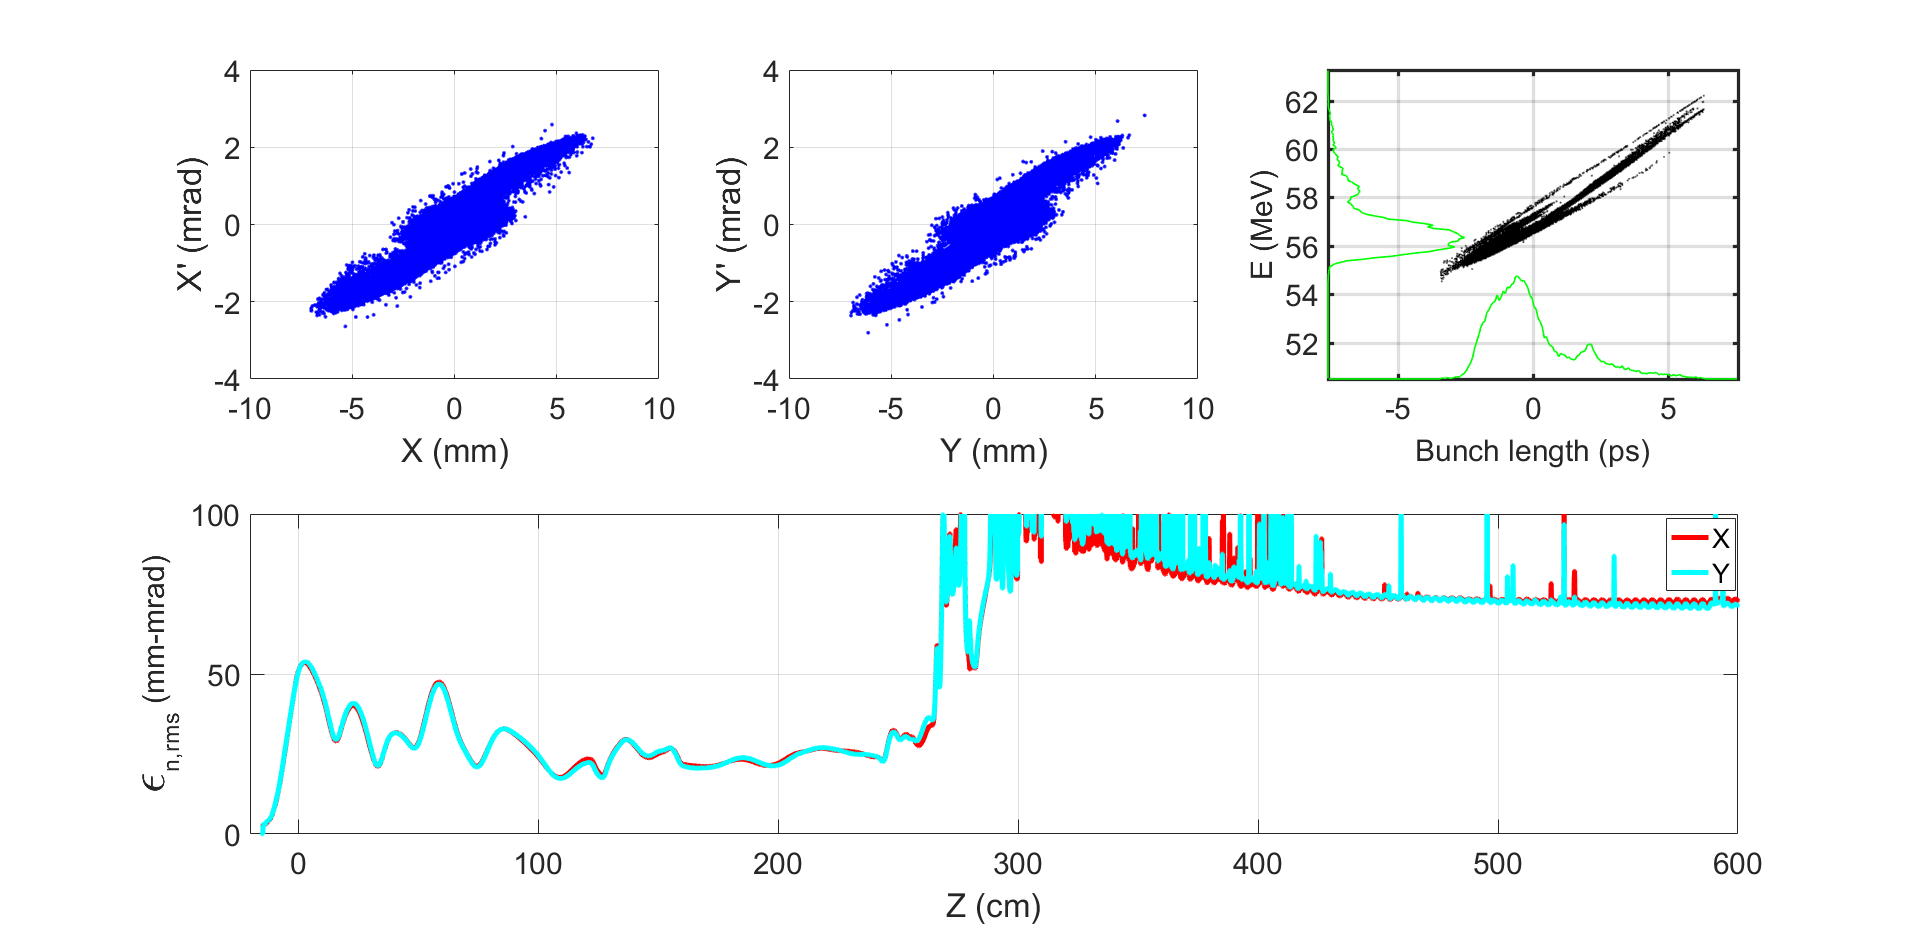 4
2
0
-2
-4
X' (mrad)
-10 -5 0 5 10
X (mm)
4
2
0
-2
-4
Y' (mrad)
-10 -5 0 5 10
Y (mm)
62
60
58
56
54
52
E (MeV)
-5 0 5
Bunch length (ps)
100
50
0
ϵn,rms (mm-mrad)
X
Y
0 100 200 300 400 500 600
Z (cm)